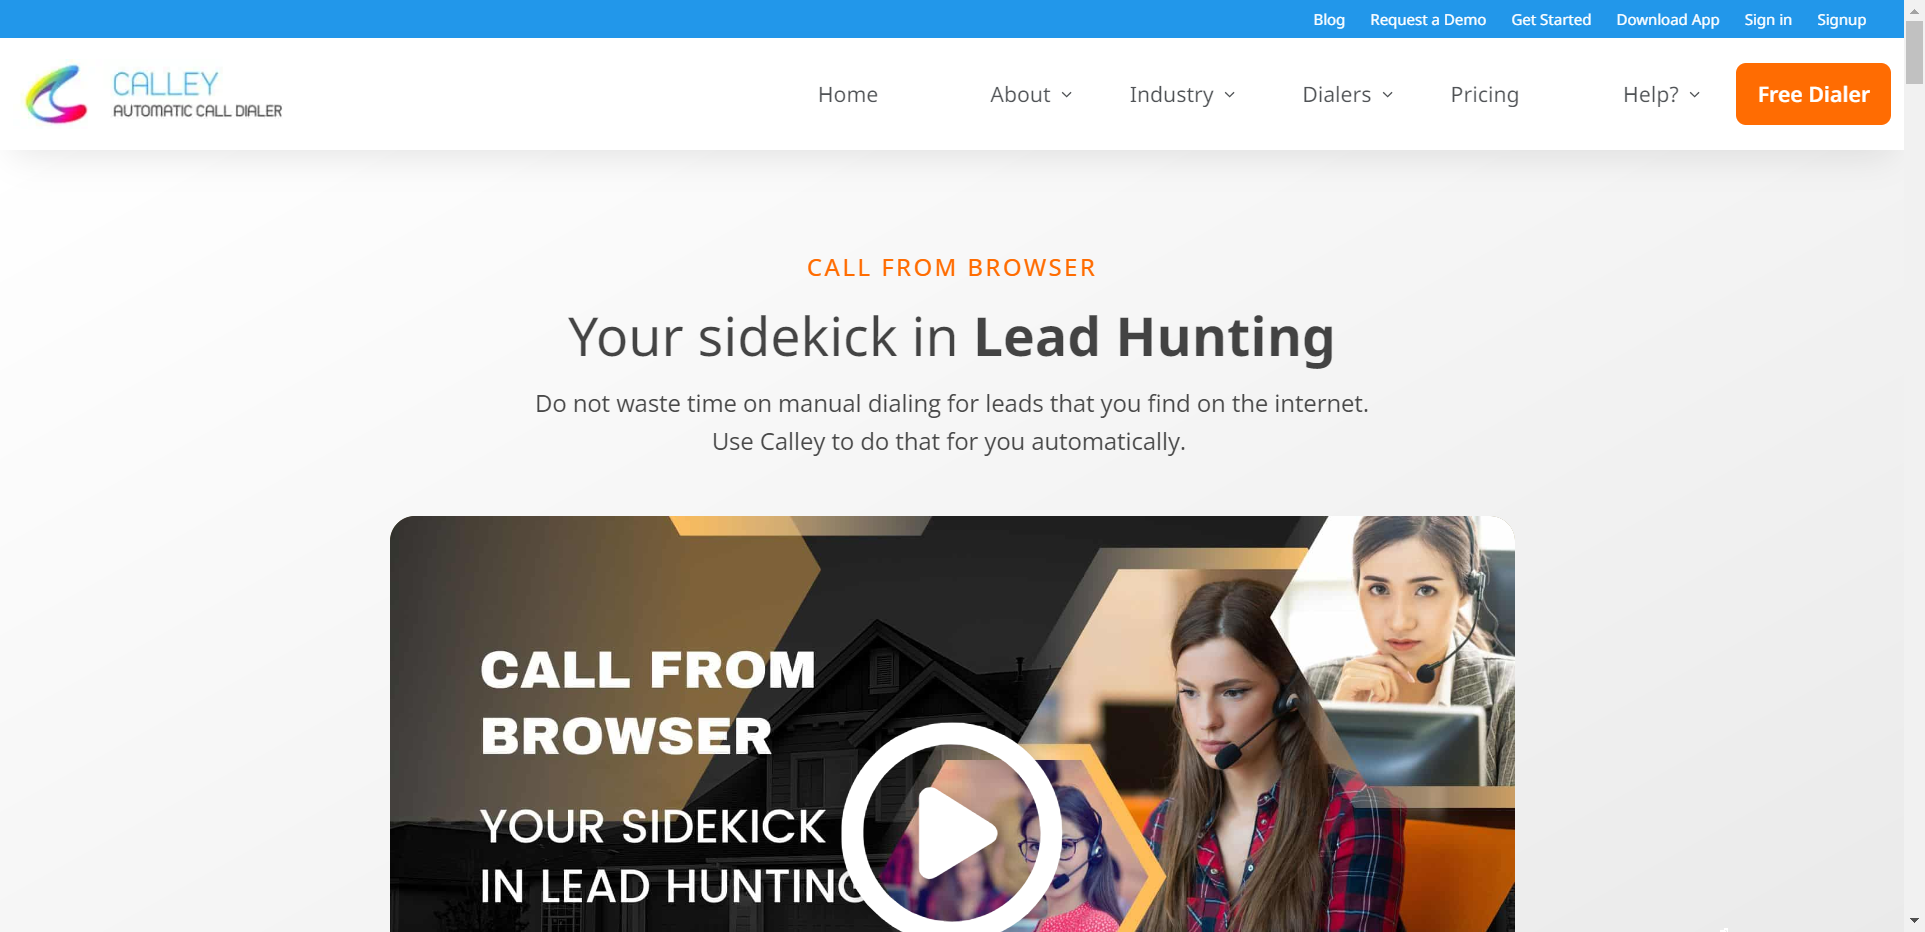 Blog Request a Demo Get Started Download App Sign in Signup
CALLEY
AUTOMATIC CALL DIALER
Home About Industry Dialers Pricing Help? Free Dialer
CALL FROM BROWSER
Your sidekick in Lead Hunting
Do not waste time on manual dialing for leads that you find on the internet.
Use Calley to do that for you automatically.
CALL FROM
BROWSER
YOUR SIDEKICK
IN LEAD HUNTING